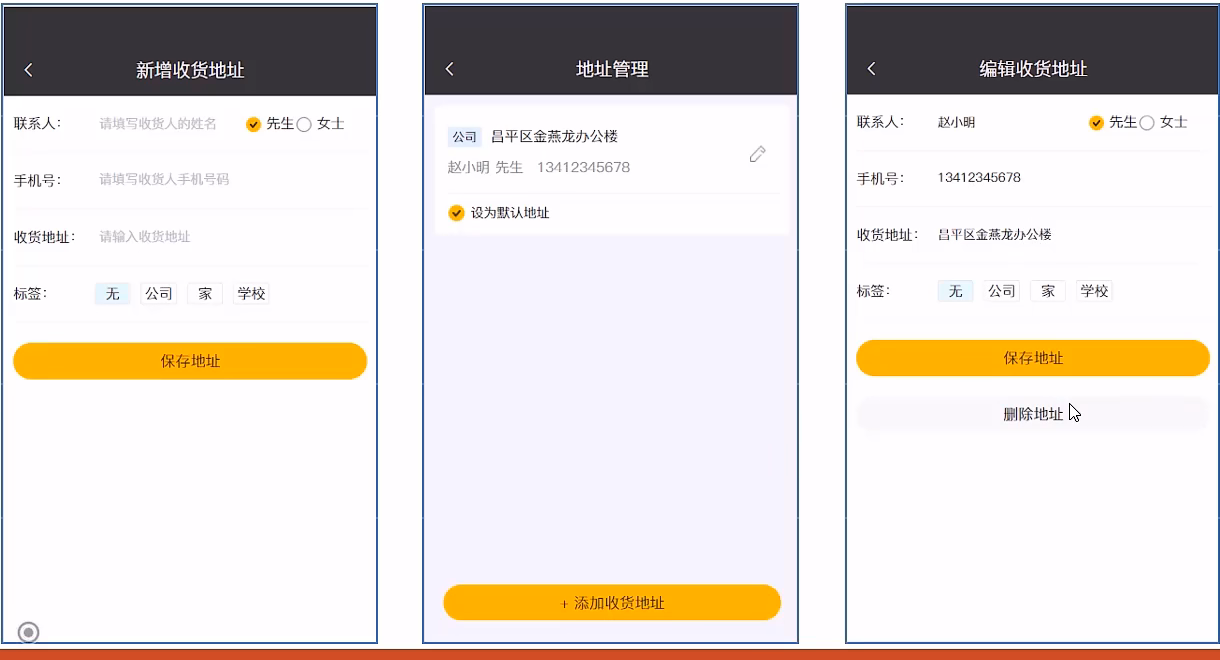 新增收货地址
联系人： 请填写收货人的姓名 先生 女士
手机号： 请填写收货人手机号码
收货地址： 请输入收货地址
标签： 无 公司 家 学校
保存地址
地址管理
公司 昌平区金燕龙办公楼
赵小明 先生 13412345678
设为默认地址
+ 添加收货地址
编辑收货地址
联系人： 赵小明 先生 女士
手机号： 13412345678
收货地址： 昌平区金燕龙办公楼
标签： 无 公司 家 学校
保存地址
删除地址